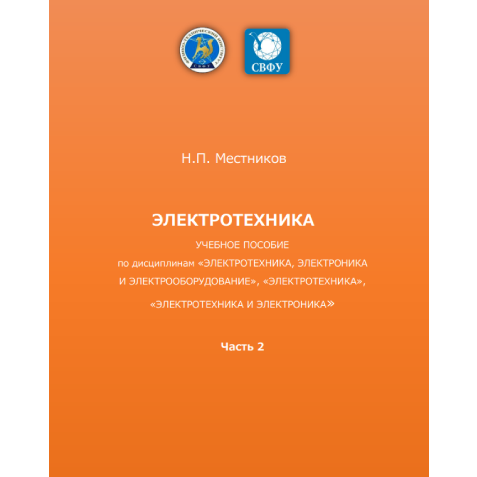 СВФУ
Н.П. Местников
ЭЛЕКТРОТЕХНИКА
УЧЕБНОЕ ПОСОБИЕ
по дисциплинам «ЭЛЕКТРОТЕХНИКА, ЭЛЕКТРОНИКА
И ЭЛЕКТРООБОРУДОВАНИЕ», «ЭЛЕКТРОТЕХНИКА»,
«ЭЛЕКТРОТЕХНИКА И ЭЛЕКТРОНИКА»
Часть 2